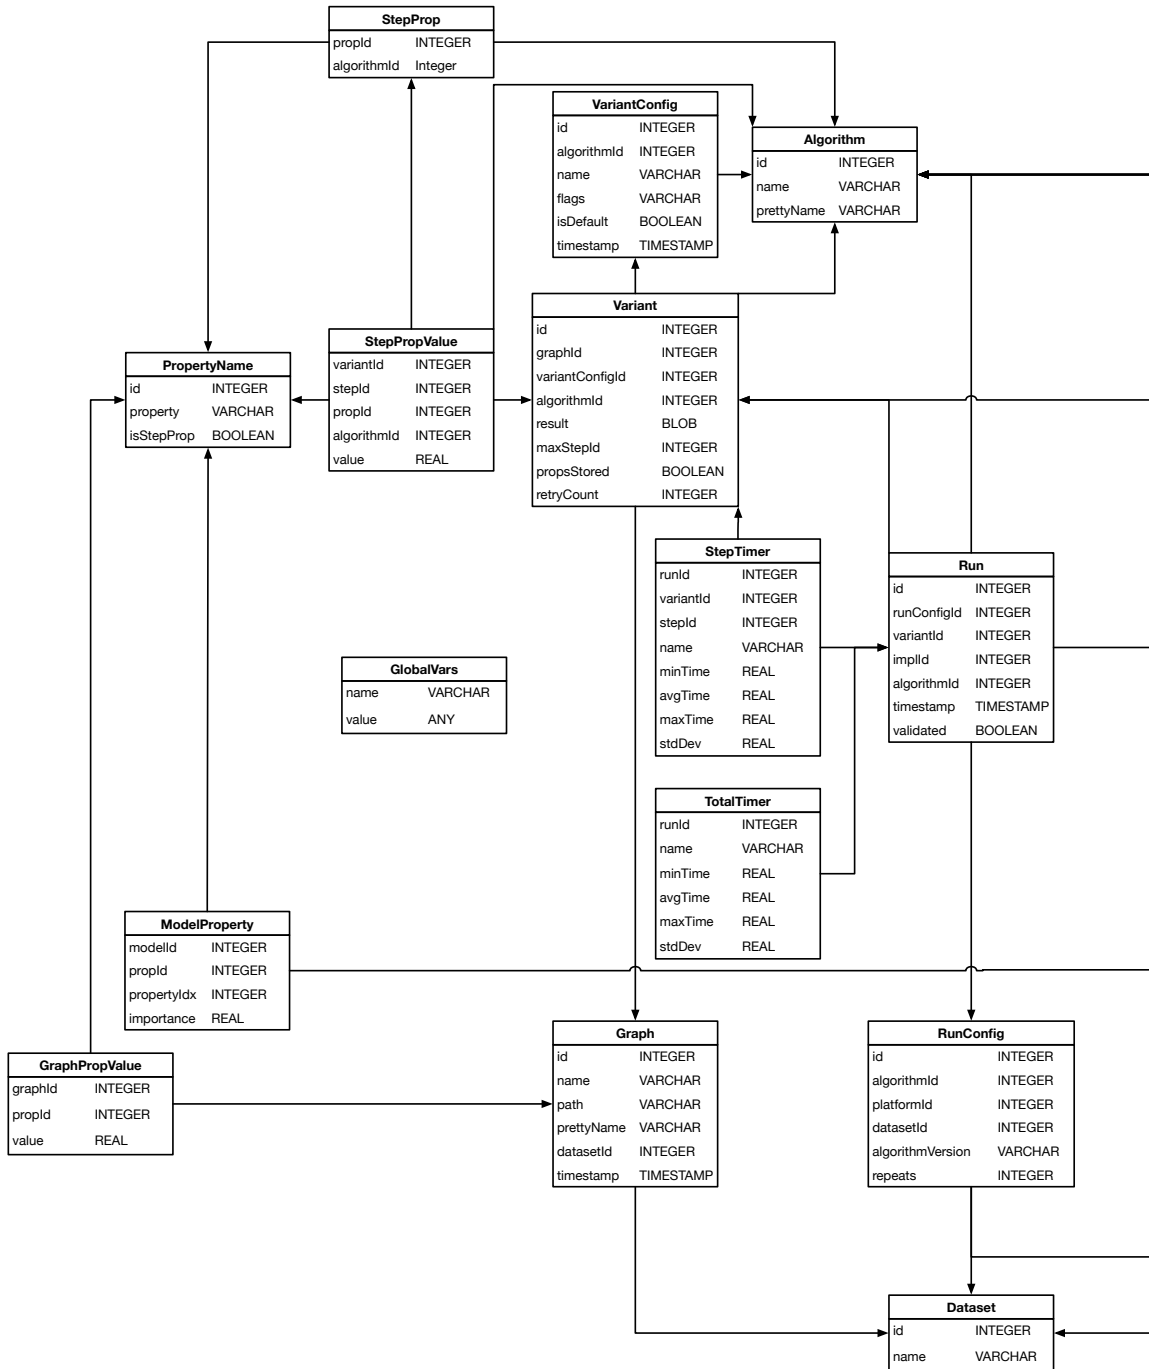 StepProp
propId INTEGER
algorithmId Integer
VariantConfig
id INTEGER
algorithmId INTEGER
name VARCHAR
flags VARCHAR
isDefault BOOLEAN
timestamp TIMESTAMP
Algorithm
id INTEGER
name VARCHAR
prettyName VARCHAR
Variant
id INTEGER
graphId INTEGER
variantConfigId INTEGER
algorithmId INTEGER
result BLOB
maxStepId INTEGER
propsStored BOOLEAN
retryCount INTEGER
StepPropValue
variantId INTEGER
stepId INTEGER
propId INTEGER
algorithmId INTEGER
value REAL
PropertyName
id INTEGER
property VARCHAR
isStepProp BOOLEAN
StepTimer
runId INTEGER
variantId INTEGER
stepId INTEGER
name VARCHAR
minTime REAL
avgTime REAL
maxTime REAL
stdDev REAL
Run
id INTEGER
runConfigId INTEGER
variantId INTEGER
implId INTEGER
algorithmId INTEGER
timestamp TIMESTAMP
validated BOOLEAN
GlobalVars
name VARCHAR
value ANY
TotalTimer
runId INTEGER
name VARCHAR
minTime REAL
avgTime REAL
maxTime REAL
stdDev REAL
ModelProperty
modelId INTEGER
propId INTEGER
propertyIdx INTEGER
importance REAL
GraphPropValue
graphId INTEGER
propId INTEGER
value REAL
Graph
id INTEGER
name VARCHAR
path VARCHAR
prettyName VARCHAR
datasetId INTEGER
timestamp TIMESTAMP
RunConfig
id INTEGER
algorithmId INTEGER
platformId INTEGER
datasetId INTEGER
algorithmVersion VARCHAR
repeats INTEGER
Dataset
id INTEGER
name VARCHAR